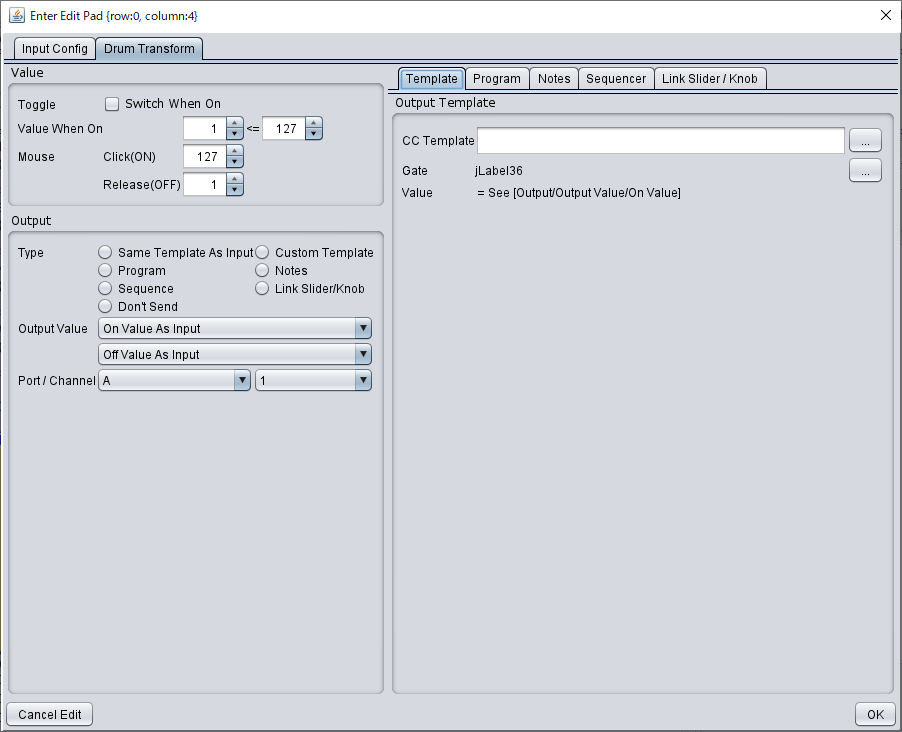 Enter Edit Pad {row:0, column:4}
Input Config Drum Transform
Value
Toggle Switch When On
Value When On 1 <= 127
Mouse Click(ON) 127
Release(OFF) 1
Output
Type Same Template As Input Custom Template
Program Notes
Sequence Link Slider/Knob
Don't Send
Output Value On Value As Input
Off Value As Input
Port / Channel A 1
Template Program Notes Sequencer Link Slider / Knob
Output Template
CC Template ...
Gate jLabel36 ...
Value = See [Output/Output Value/On Value]
Cancel Edit OK